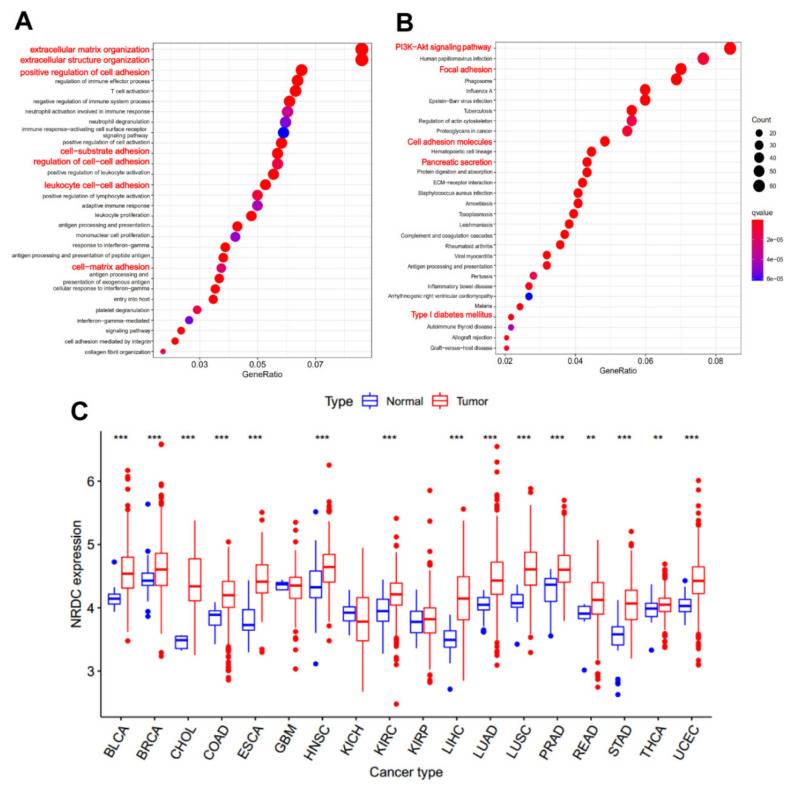 A
extracellular matrix organization
extracellular structure organization
positive regulation of cell adhesion
regulation of immune effector process
T cell activation
negative regulation of immune system process
neutrophil activation involved in immune response
neutrophil degranulation
immune response-activating cell surface receptor
signaling pathway
positive regulation of cell activation
cell-substrate adhesion
regulation of cell-cell adhesion
positive regulation of leukocyte activation
leukocyte cell-cell adhesion
positive regulation of lymphocyte activation
adaptive immune response
leukocyte proliferation
antigen processing and presentation
mononuclear cell proliferation
response to interferon-gamma
antigen processing and presentation of peptide antigen
cell-matrix adhesion
antigen processing and
presentation of exogenous antigen
cellular response to interferon-gamma
entry into host
platelet degranulation
interferon-gamma-mediated
signaling pathway
cell adhesion mediated by integrin
collagen fibril organization
0.03 0.05 0.07
GeneRatio
B
PI3K-Akt signaling pathway
Human papillomavirus infection
Focal adhesion
Phagosome
Influenza A
Epstein-Barr virus infection
Tuberculosis
Regulation of actin cytoskeleton
Proteoglycans in cancer
Cell adhesion molecules
Hematopoietic cell lineage
Pancreatic secretion
Protein digestion and absorption
ECM-receptor interaction
Staphylococcus aureus infection
Amoebiasis
Toxoplasmosis
Leishmaniasis
Complement and coagulation cascades
Rheumatoid arthritis
Viral myocarditis
Antigen processing and presentation
Pertussis
Inflammatory bowel disease
Arrhythmogenic right ventricular cardiomyopathy
Malaria
Type I diabetes mellitus
Autoimmune thyroid disease
Allograft rejection
Graft-versus-host disease
0.02 0.04 0.06 0.08
GeneRatio
Count
20
30
40
50
60
qvalue
2e-05
4e-05
6e-05
C
Type Normal Tumor
*** *** *** *** *** *** *** *** *** *** *** ** *** ** ***
NRDC expression
6
5
4
3
BLCA BRCA CHOL COAD ESCA GBM HNSC KICH KIRC KIRP LIHC LUAD LUSC PRAD READ STAD THCA UCEC
Cancer type